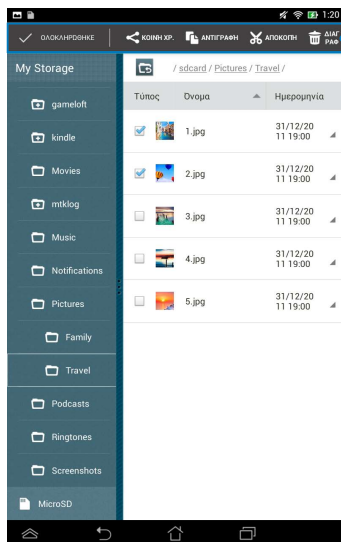 1:20
ΟΛΟΚΛΗΡΏΘΗΚΕ ΚΟΙΝΗ ΧΡ. ΑΝΤΙΓΡΑΦΗ ΑΠΟΚΟΠΗ ΔΙΑΓ
ΡΑΦ
My Storage / sdcard / Pictures / Travel /
Τύπος Όνομα Ημερομηνία
gameloft
kindle
Movies
mtklog
Music
Notifications
Pictures
Family
Travel
Podcasts
Ringtones
Screenshots
MicroSD
1.jpg 31/12/20
11 19:00
2.jpg 31/12/20
11 19:00
3.jpg 31/12/20
11 19:00
4.jpg 31/12/20
11 19:00
5.jpg 31/12/20
11 19:00